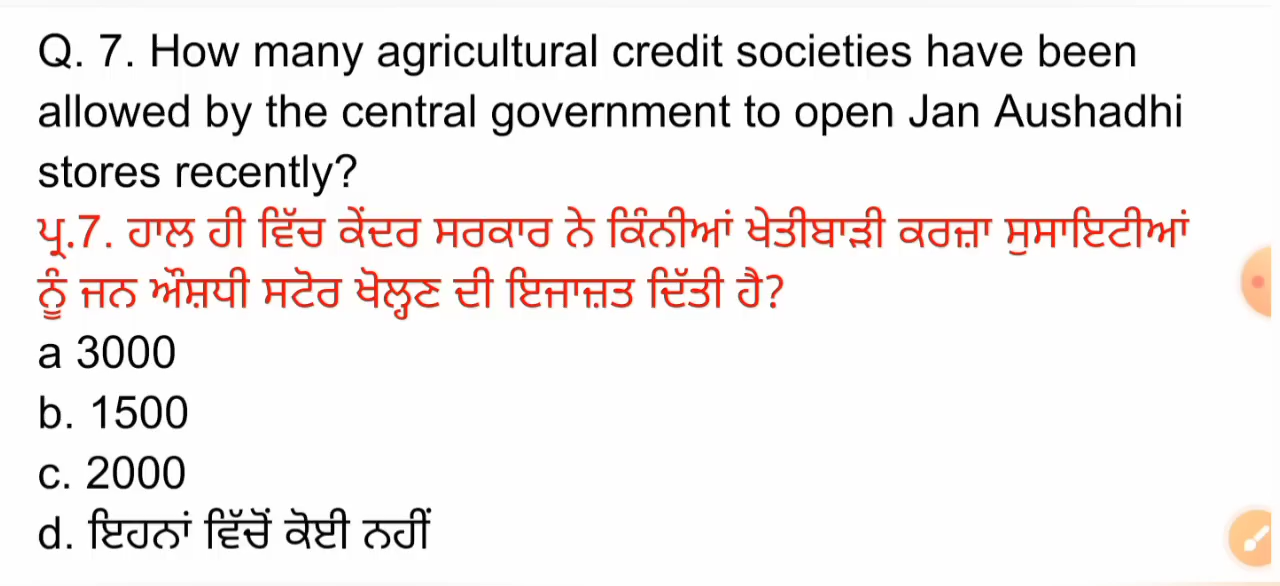 Q. 7. How many agricultural credit societies have been
allowed by the central government to open Jan Aushadhi
stores recently?
ਪ੍ਰ.7. ਹਾਲ ਹੀ ਵਿੱਚ ਕੇਂਦਰ ਸਰਕਾਰ ਨੇ ਕਿੰਨੀਆਂ ਖੇਤੀਬਾੜੀ ਕਰਜ਼ਾ ਸੁਸਾਇਟੀਆਂ
ਨੂੰ ਜਨ ਔਸ਼ਧੀ ਸਟੋਰ ਖੋਲ੍ਹਣ ਦੀ ਇਜਾਜ਼ਤ ਦਿੱਤੀ ਹੈ?
a 3000
b. 1500
c. 2000
d. ਇਹਨਾਂ ਵਿੱਚੋਂ ਕੋਈ ਨਹੀਂ